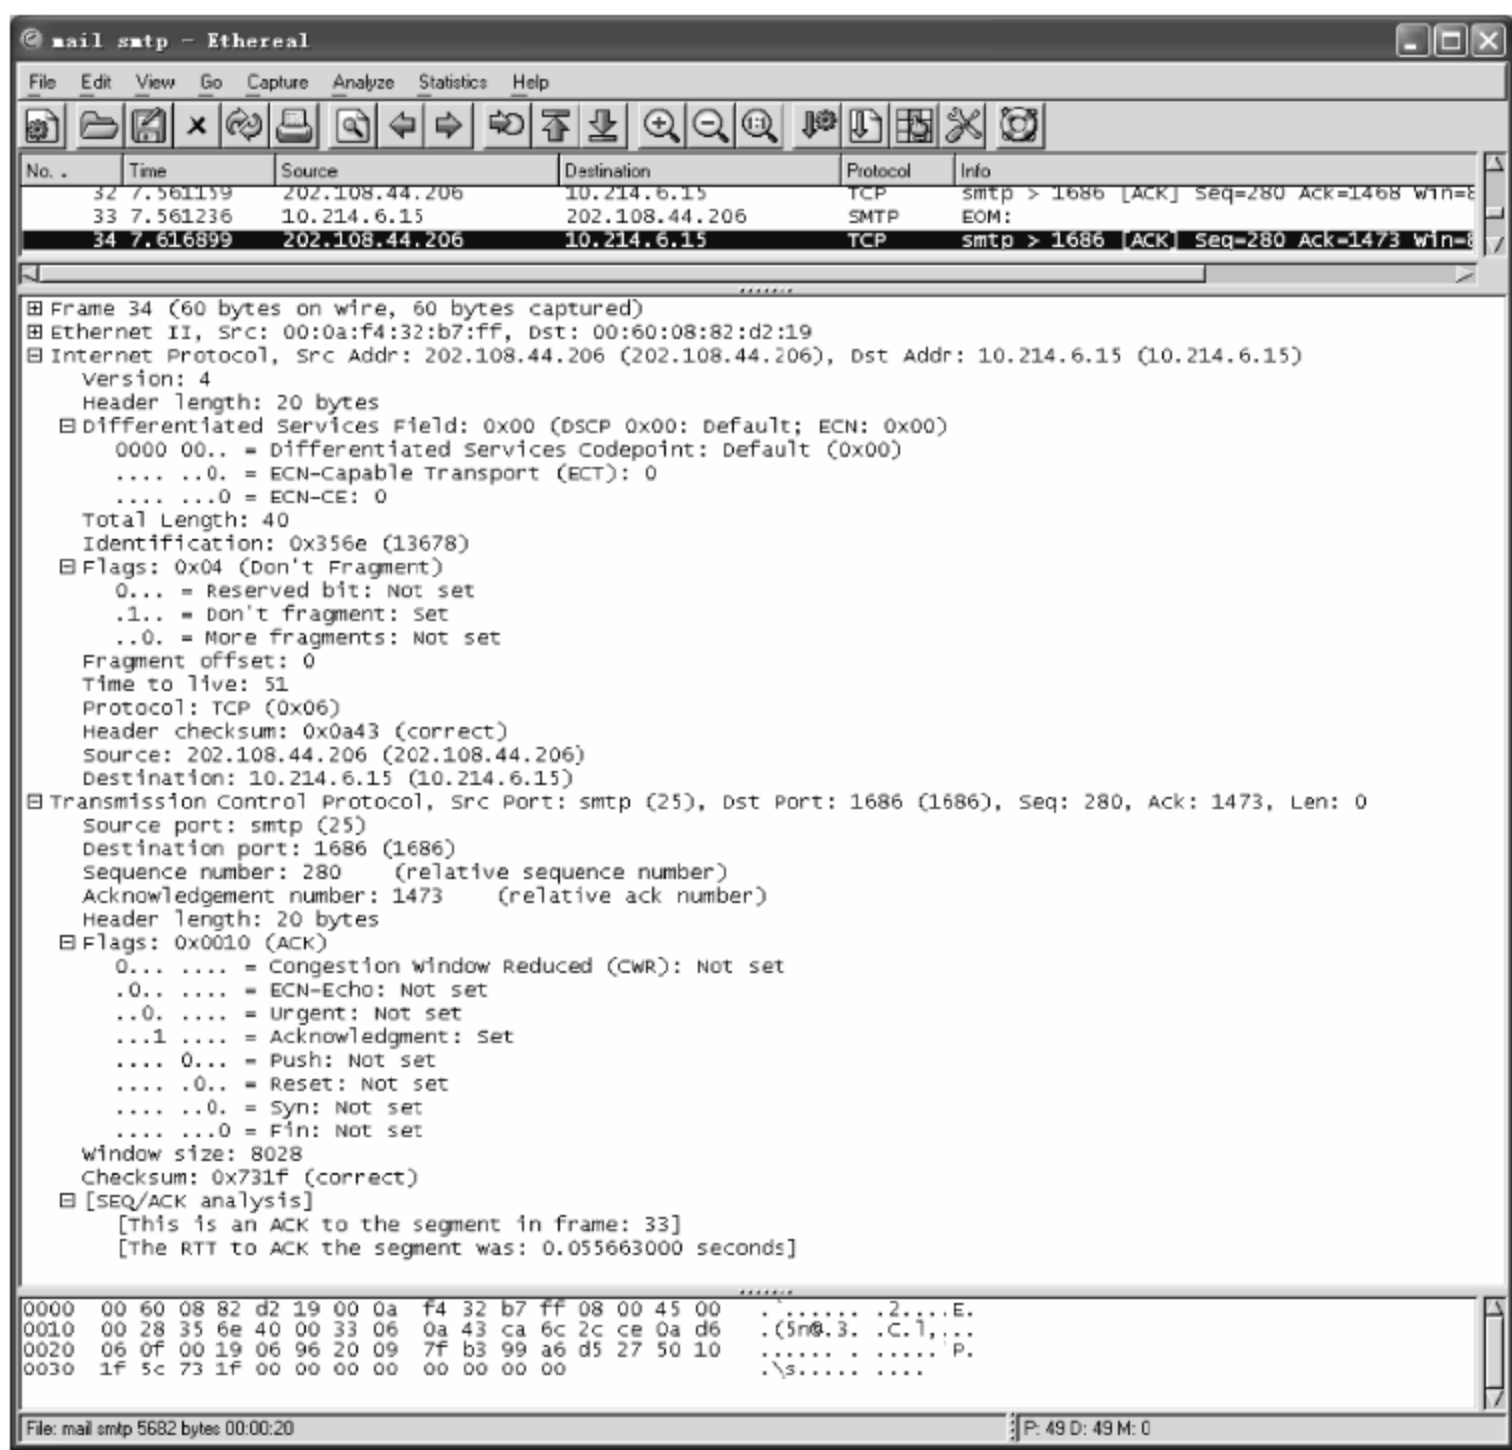 mail smtp - Ethereal
File Edit View Go Capture Analyze Statistics Help
No. . Time Source Destination Protocol Info
32 7.561159 202.108.44.206 10.214.6.15 TCP smtp > 1686 [ACK] Seq=280 Ack=1468 Win=8
33 7.561236 10.214.6.15 202.108.44.206 SMTP EOM:
34 7.616899 202.108.44.206 10.214.6.15 TCP smtp > 1686 [ACK] Seq=280 Ack=1473 Win=8
Frame 34 (60 bytes on wire, 60 bytes captured)
Ethernet II, Src: 00:0a:f4:32:b7:ff, Dst: 00:60:08:82:d2:19
Internet Protocol, Src Addr: 202.108.44.206 (202.108.44.206), Dst Addr: 10.214.6.15 (10.214.6.15)
Version: 4
Header length: 20 bytes
Differentiated Services Field: 0x00 (DSCP 0x00: Default; ECN: 0x00)
0000 00.. = Differentiated Services Codepoint: Default (0x00)
.... ..0. = ECN-Capable Transport (ECT): 0
.... ...0 = ECN-CE: 0
Total Length: 40
Identification: 0x356e (13678)
Flags: 0x04 (Don't Fragment)
0... = Reserved bit: Not set
.1.. = Don't fragment: Set
..0. = More fragments: Not set
Fragment offset: 0
Time to live: 51
Protocol: TCP (0x06)
Header checksum: 0x0a43 (correct)
Source: 202.108.44.206 (202.108.44.206)
Destination: 10.214.6.15 (10.214.6.15)
Transmission Control Protocol, Src Port: smtp (25), Dst Port: 1686 (1686), Seq: 280, Ack: 1473, Len: 0
Source port: smtp (25)
Destination port: 1686 (1686)
Sequence number: 280 (relative sequence number)
Acknowledgement number: 1473 (relative ack number)
Header length: 20 bytes
Flags: 0x0010 (ACK)
0... .... = Congestion Window Reduced (CWR): Not set
.0.. .... = ECN-Echo: Not set
..0. .... = Urgent: Not set
...1 .... = Acknowledgment: Set
.... 0... = Push: Not set
.... .0.. = Reset: Not set
.... ..0. = Syn: Not set
.... ...0 = Fin: Not set
Window size: 8028
Checksum: 0x731f (correct)
[SEQ/ACK analysis]
[This is an ACK to the segment in frame: 33]
[The RTT to ACK the segment was: 0.055663000 seconds]
0000 00 60 08 82 d2 19 00 0a f4 32 b7 ff 08 00 45 00 .`...... .2....E.
0010 00 28 35 6e 40 00 33 06 0a 43 ca 6c 2c ce 0a d6 .(5n@.3. .C.l,...
0020 06 0f 00 19 06 96 20 09 7f b3 99 a6 d5 27 50 10 ...... . .....'P.
0030 1f 5c 73 1f 00 00 00 00 00 00 00 00 .\s..... ....
File: mail smtp 5682 bytes 00:00:20 P: 49 D: 49 M: 0